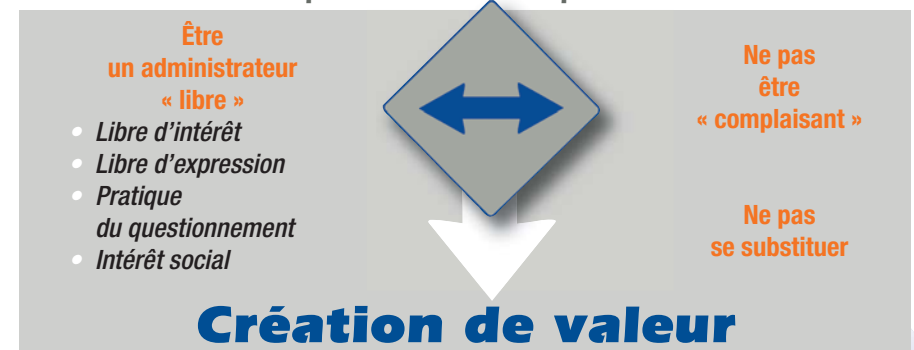 Être
un administrateur
« libre »
• Libre d'intérêt
• Libre d'expression
• Pratique
du questionnement
• Intérêt social
Ne pas
être
« complaisant »
Ne pas
se substituer
Création de valeur